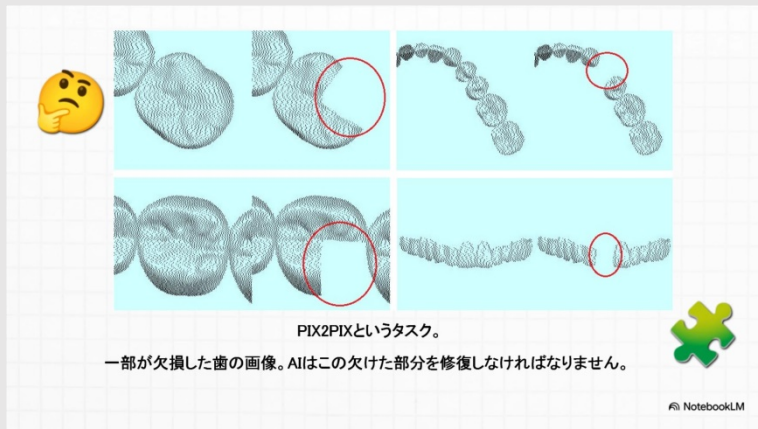 PIX2PIXというタスク。
一部が欠損した歯の画像。AIはこの欠けた部分を修復しなければなりません。
NotebookLM